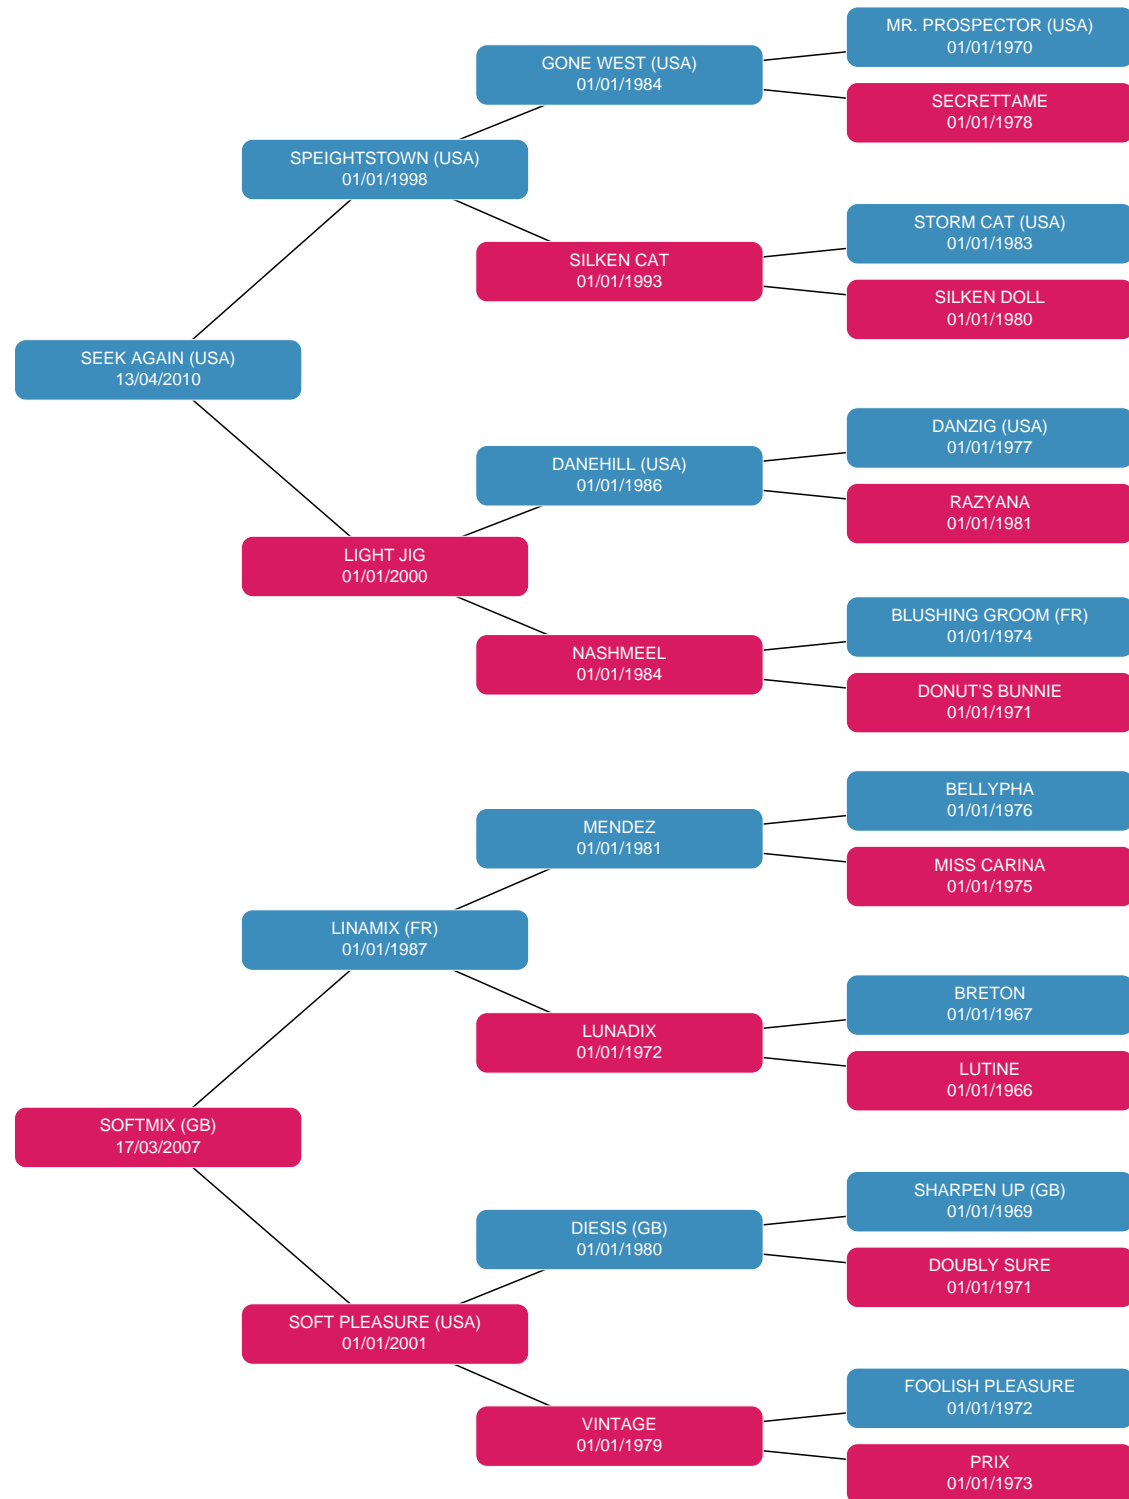 MR. PROSPECTOR (USA)
01/01/1970
GONE WEST (USA)
01/01/1984
SECRETTAME
01/01/1978
SPEIGHTSTOWN (USA)
01/01/1998
STORM CAT (USA)
01/01/1983
SILKEN CAT
01/01/1993
SILKEN DOLL
01/01/1980
SEEK AGAIN (USA)
13/04/2010
DANZIG (USA)
01/01/1977
DANEHILL (USA)
01/01/1986
RAZYANA
01/01/1981
LIGHT JIG
01/01/2000
BLUSHING GROOM (FR)
01/01/1974
NASHMEEL
01/01/1984
DONUT'S BUNNIE
01/01/1971
BELLYPHA
01/01/1976
MENDEZ
01/01/1981
MISS CARINA
01/01/1975
LINAMIX (FR)
01/01/1987
BRETON
01/01/1967
LUNADIX
01/01/1972
LUTINE
01/01/1966
SOFTMIX (GB)
17/03/2007
SHARPEN UP (GB)
01/01/1969
DIESIS (GB)
01/01/1980
DOUBLY SURE
01/01/1971
SOFT PLEASURE (USA)
01/01/2001
FOOLISH PLEASURE
01/01/1972
VINTAGE
01/01/1979
PRIX
01/01/1973